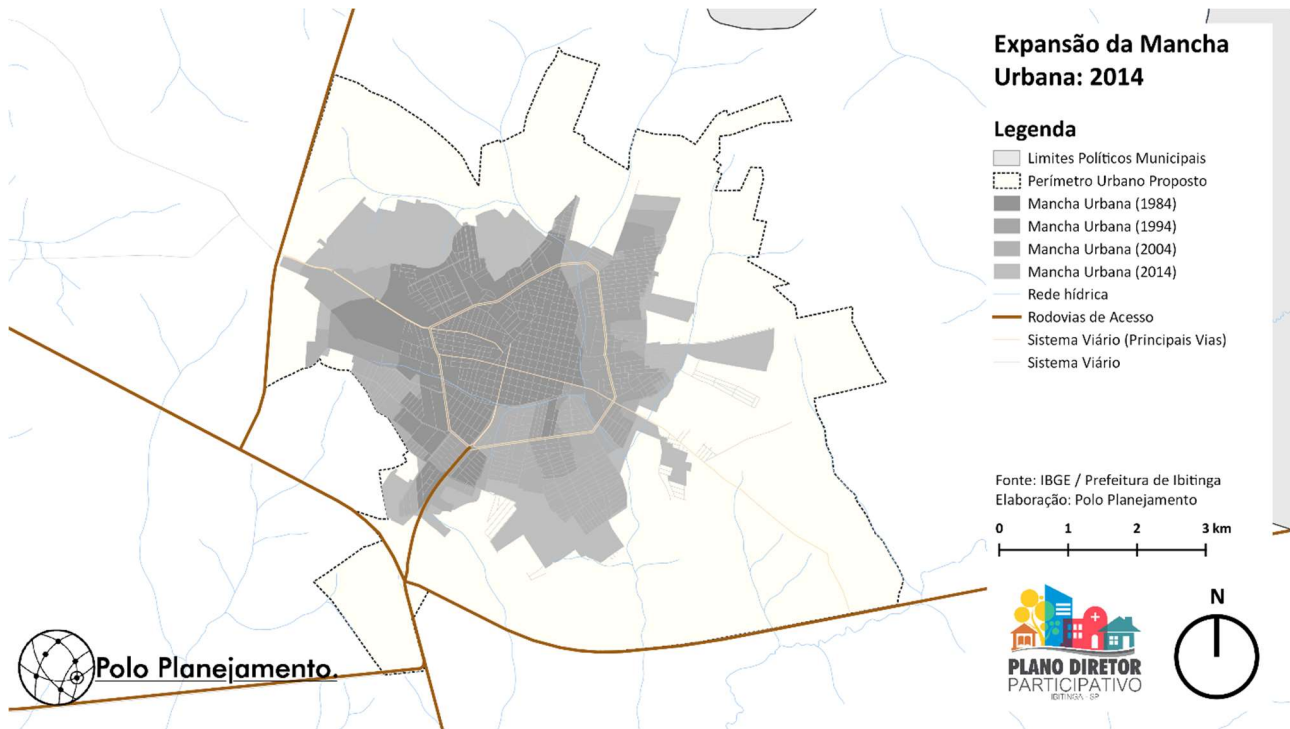 Expansão da Mancha
Urbana: 2014
Legenda
Limites Políticos Municipais
Perímetro Urbano Proposto
Mancha Urbana (1984)
Mancha Urbana (1994)
Mancha Urbana (2004)
Mancha Urbana (2014)
Rede hídrica
Rodovias de Acesso
Sistema Viário (Principais Vias)
Sistema Viário
Fonte: IBGE / Prefeitura de Ibitinga
Elaboração: Polo Planejamento
0 1 2 3 km
N
PLANO DIRETOR
PARTICIPATIVO
IBITINGA - SP
Polo Planejamento.